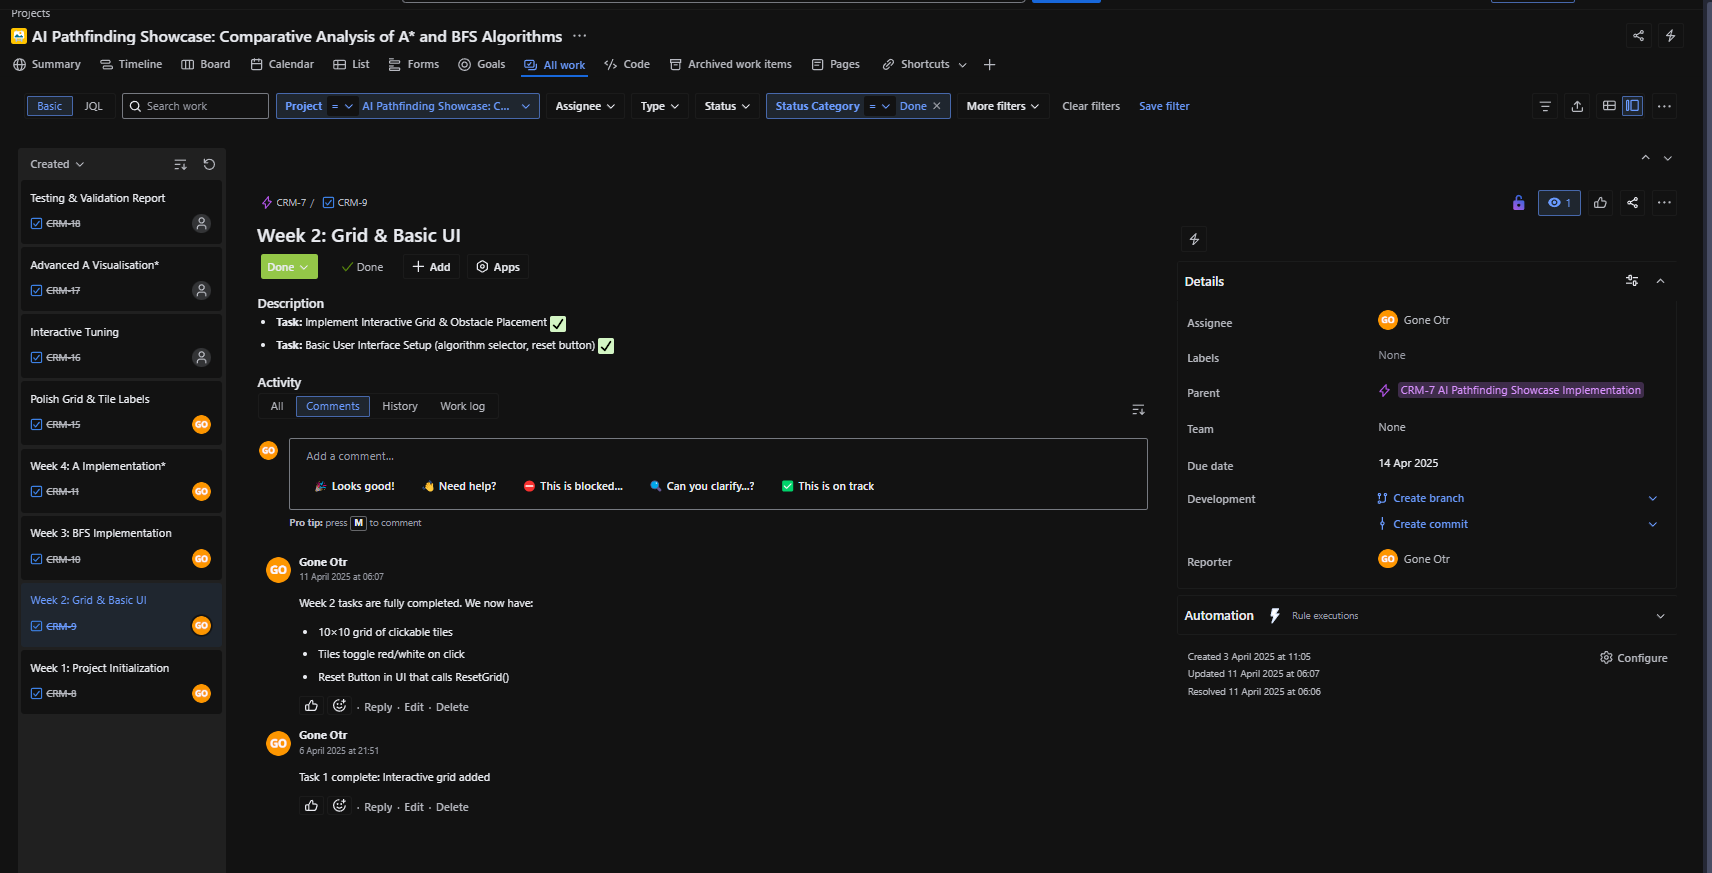 Projects
AI Pathfinding Showcase: Comparative Analysis of A* and BFS Algorithms
Summary Timeline Board Calendar List Forms Goals All work Code Archived work items Pages Shortcuts
Basic JQL Search work Project = AI Pathfinding Showcase: C... Assignee Type Status Status Category = Done More filters Clear filters Save filter
Created
Testing & Validation Report
CRM-18
Advanced A Visualisation*
CRM-17
Interactive Tuning
CRM-16
Polish Grid & Tile Labels
CRM-15 GO
Week 4: A Implementation*
CRM-11 GO
Week 3: BFS Implementation
CRM-10 GO
Week 2: Grid & Basic UI
CRM-9 GO
Week 1: Project Initialization
CRM-8 GO
CRM-7 / CRM-9
1
Week 2: Grid & Basic UI
Done Done Add Apps
Description
Task: Implement Interactive Grid & Obstacle Placement
Task: Basic User Interface Setup (algorithm selector, reset button)
Activity
All Comments History Work log
GO
Add a comment...
Looks good! Need help? This is blocked... Can you clarify...? This is on track
Pro tip: press M to comment
GO
Gone Otr
11 April 2025 at 06:07
Week 2 tasks are fully completed. We now have:
10×10 grid of clickable tiles
Tiles toggle red/white on click
Reset Button in UI that calls ResetGrid()
· Reply · Edit · Delete
GO
Gone Otr
6 April 2025 at 21:51
Task 1 complete: Interactive grid added
· Reply · Edit · Delete
Details
Assignee GO Gone Otr
Labels None
Parent CRM-7 AI Pathfinding Showcase Implementation
Team None
Due date 14 Apr 2025
Development Create branch
Create commit
Reporter GO Gone Otr
Automation Rule executions
Created 3 April 2025 at 11:05
Updated 11 April 2025 at 06:07
Resolved 11 April 2025 at 06:06
Configure